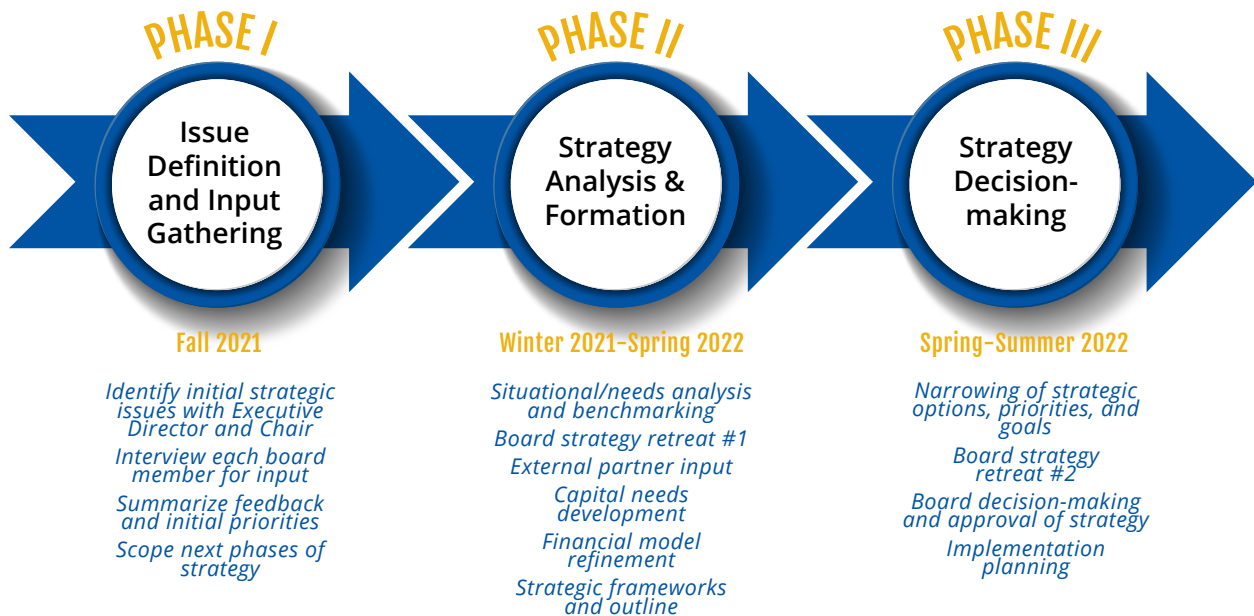 PHASE I
Issue
Definition
and Input
Gathering
Fall 2021
Identify initial strategic
issues with Executive
Director and Chair
Interview each board
member for input
Summarize feedback
and initial priorities
Scope next phases of
strategy
PHASE II
Strategy
Analysis &
Formation
Winter 2021–Spring 2022
Situational/needs analysis
and benchmarking
Board strategy retreat #1
External partner input
Capital needs
development
Financial model
refinement
Strategic frameworks
and outline
PHASE III
Strategy
Decision-
making
Spring–Summer 2022
Narrowing of strategic
options, priorities, and
goals
Board strategy
retreat #2
Board decision-making
and approval of strategy
Implementation
planning